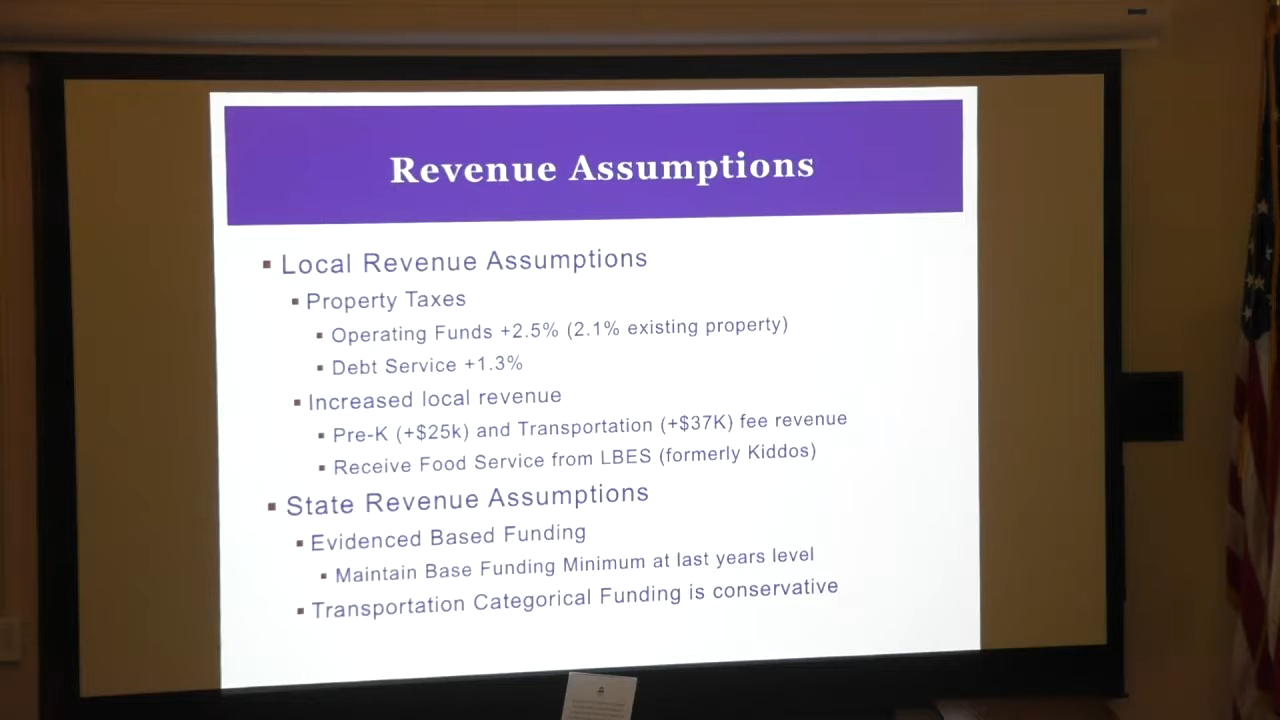 Revenue Assumptions
▪ Local Revenue Assumptions
▪ Property Taxes
▪ Operating Funds +2.5% (2.1% existing property)
▪ Debt Service +1.3%
▪ Increased local revenue
▪ Pre-K (+$25k) and Transportation (+$37K) fee revenue
▪ Receive Food Service from LBES (formerly Kiddos)
▪ State Revenue Assumptions
▪ Evidenced Based Funding
▪ Maintain Base Funding Minimum at last years level
▪ Transportation Categorical Funding is conservative